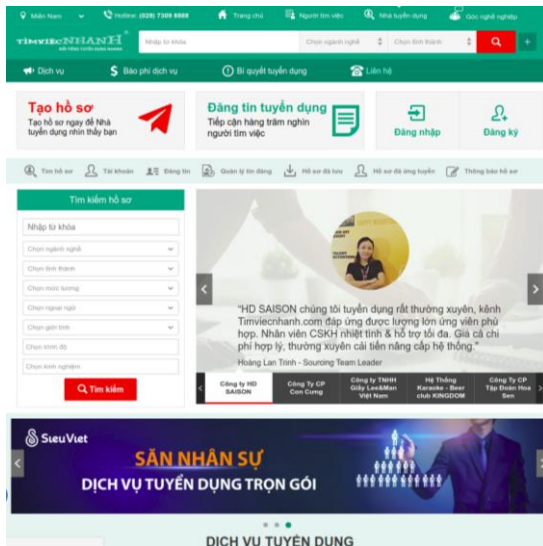 Miền Nam
Hotline: (028) 7309 8888
Trang chủ
Người tìm việc
Nhà tuyển dụng
Góc nghề nghiệp
TÌMVIỆCNHANH
Nhập từ khóa
Chọn ngành nghề
Chọn tỉnh thành
Dịch vụ
Báo phí dịch vụ
Bí quyết tuyển dụng
Liên hệ
Tạo hồ sơ
Tạo hồ sơ ngay để Nhà
tuyển dụng nhìn thấy bạn
Đăng tin tuyển dụng
Tiếp cận hàng trăm nghìn
người tìm việc
Đăng nhập
Đăng ký
Tìm hồ sơ
Tài khoản
Đăng tin
Quản lý tin đăng
Hồ sơ đã lưu
Hồ sơ đã ứng tuyển
Thông báo hồ sơ
Tìm kiếm hồ sơ
Nhập từ khóa
Chọn ngành nghề
Chọn tỉnh thành
Chọn mức lương
Chọn ngoại ngữ
Chọn giới tính
Chọn trình độ
Chọn kinh nghiệm
Tìm kiếm
"HD SAISON chúng tôi tuyển dụng rất thường xuyên, kênh
Timviecnhanh.com đáp ứng được lượng lớn ứng viên phù
hợp. Nhân viên CSKH nhiệt tình & hỗ trợ tối đa. Giá cả chi
phí hợp lý, thường xuyên cải tiến nâng cấp hệ thống."
Hoàng Lan Trinh - Sourcing Team Leader
Công ty HD
SAISON
Công Ty CP
Con Cưng
Công ty TNHH
Giấy Lee&Man
Việt Nam
Hệ Thống
Karaoke - Beer
club KINGDOM
Công Ty CP
Tập Đoàn Hoa
Sen
SIEUVIET
SĂN NHÂN SỰ
DỊCH VỤ TUYỂN DỤNG TRỌN GÓI
DỊCH VỤ TUYỂN DỤNG